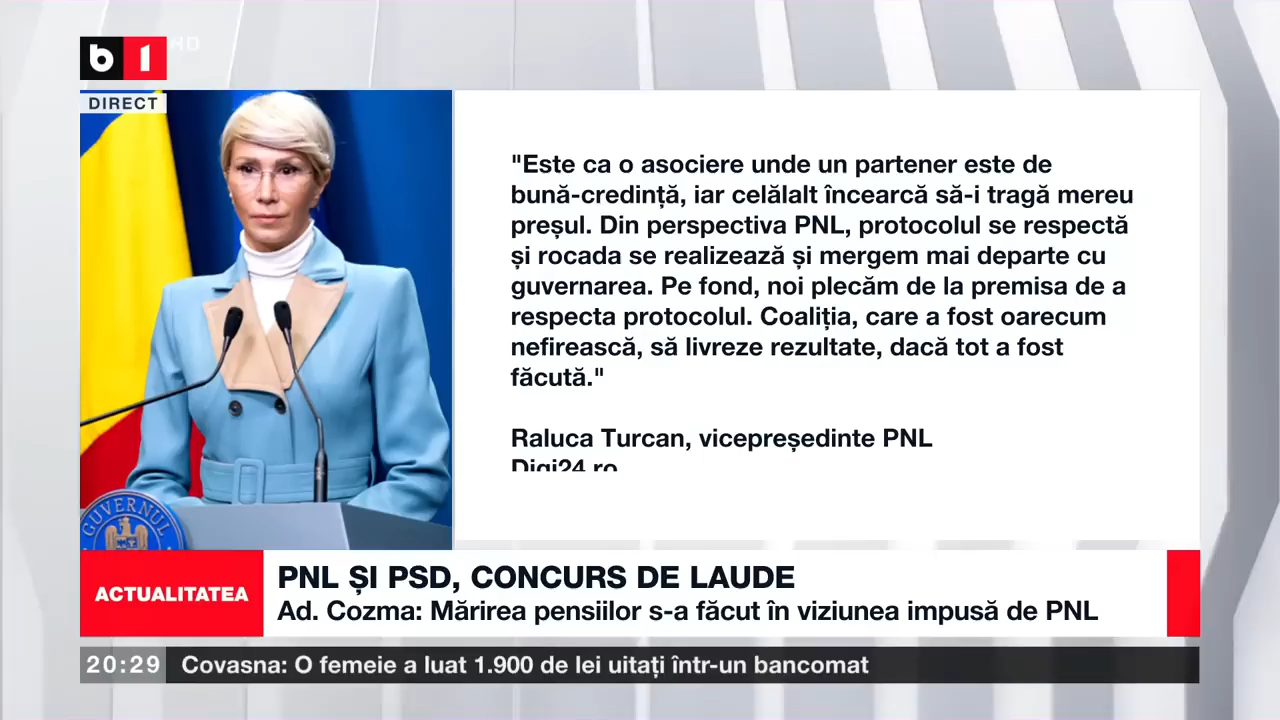 HD
b 1
DIRECT
"Este ca o asociere unde un partener este de
bună-credință, iar celălalt încearcă să-i tragă mereu
preșul. Din perspectiva PNL, protocolul se respectă
și rocada se realizează și mergem mai departe cu
guvernarea. Pe fond, noi plecăm de la premisa de a
respecta protocolul. Coaliția, care a fost oarecum
nefirească, să livreze rezultate, dacă tot a fost
făcută."
Raluca Turcan, vicepreședinte PNL
Digi24.ro
GUVERNUL
ACTUALITATEA
PNL ȘI PSD, CONCURS DE LAUDE
Ad. Cozma: Mărirea pensiilor s-a făcut în viziunea impusă de PNL
20:29 Covasna: O femeie a luat 1.900 de lei uitați într-un bancomat